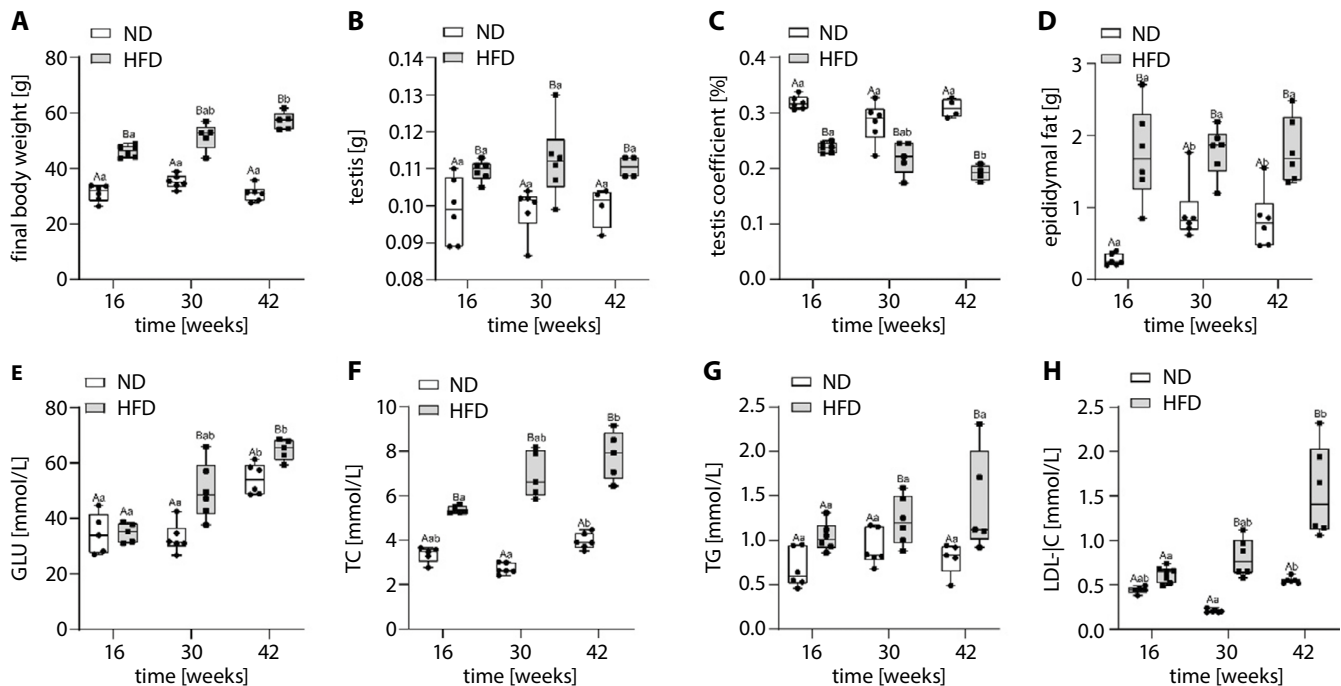 A
ND
HFD
final body weight [g]
80
60
40
20
0
Aa
Ba
Aa
Bab
Aa
Bb
16
30
42
time [weeks]
B
ND
HFD
testis [g]
0.14
0.13
0.12
0.11
0.10
0.09
0.08
Aa
Ba
Aa
Ba
Aa
Ba
16
30
42
time [weeks]
C
ND
HFD
testis coefficient [%]
0.4
0.3
0.2
0.1
0.0
Aa
Ba
Aa
Bab
Aa
Bb
16
30
42
time [weeks]
D
ND
HFD
epididymal fat [g]
3
2
1
0
Aa
Ba
Ab
Ba
Ab
Ba
16
30
42
time [weeks]
E
ND
HFD
GLU [mmol/L]
80
60
40
20
0
Aa
Aa
Aa
Bab
Ab
Bb
16
30
42
time [weeks]
F
ND
HFD
TC [mmol/L]
10
8
6
4
2
0
Aab
Ba
Aa
Bab
Ab
Bb
16
30
42
time [weeks]
G
ND
HFD
TG [mmol/L]
2.5
2.0
1.5
1.0
0.5
0.0
Aa
Ba
Aa
Ba
Aa
Ba
16
30
42
time [weeks]
H
ND
HFD
LDL-|C [mmol/L]
2.5
2.0
1.5
1.0
0.5
0.0
Aab
Aa
Aa
Bab
Ab
Bb
16
30
42
time [weeks]